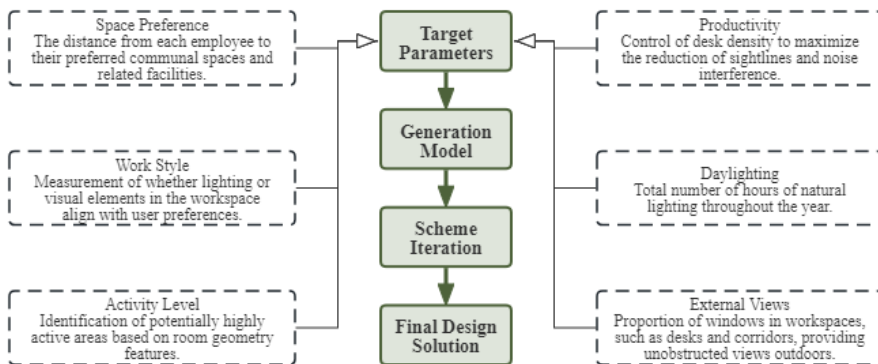 Space Preference
The distance from each employee to
their preferred communal spaces and
related facilities.
Work Style
Measurement of whether lighting or
visual elements in the workspace
align with user preferences.
Activity Level
Identification of potentially highly
active areas based on room geometry
features.
Target
Parameters
Generation
Model
Scheme
Iteration
Final Design
Solution
Productivity
Control of desk density to maximize
the reduction of sightlines and noise
interference.
Daylighting
Total number of hours of natural
lighting throughout the year.
External Views
Proportion of windows in workspaces,
such as desks and corridors, providing
unobstructed views outdoors.